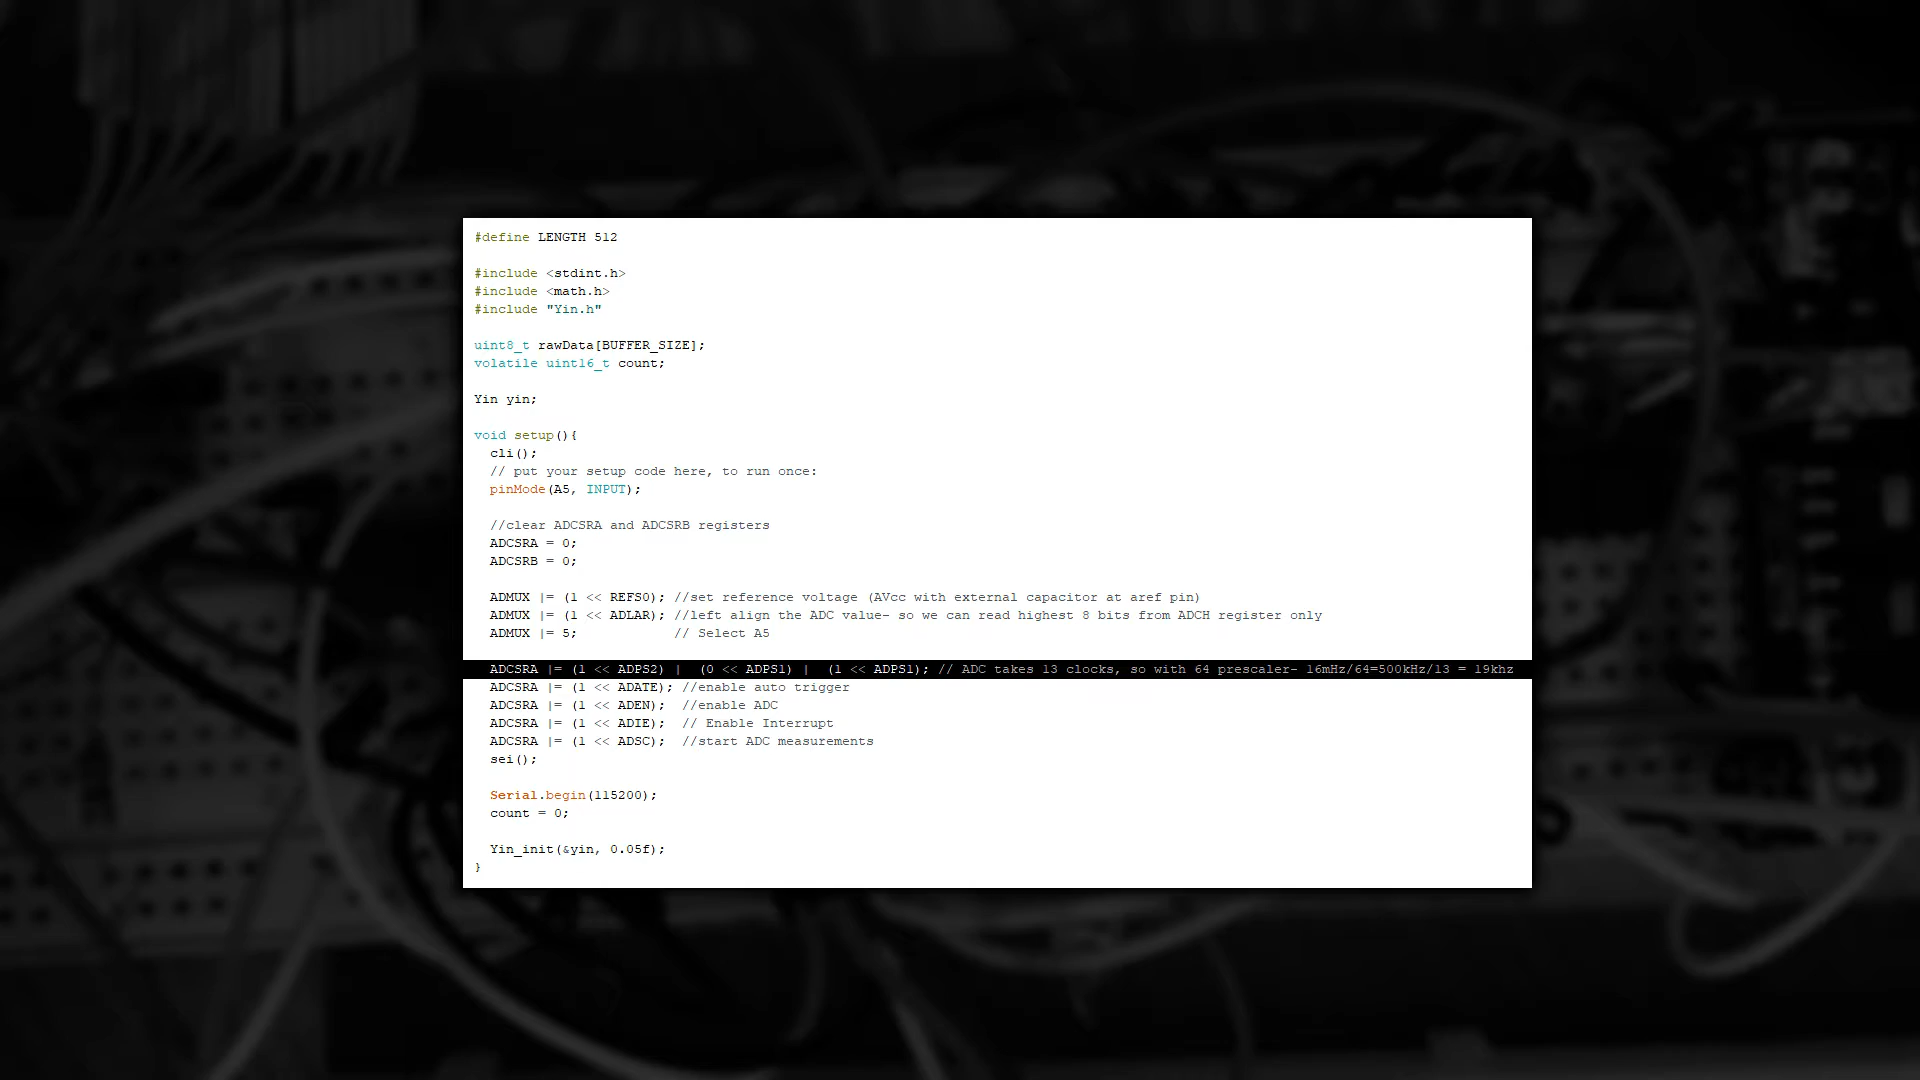 #define LENGTH 512
#include <stdint.h>
#include <math.h>
#include "Yin.h"
uint8_t rawData[BUFFER_SIZE];
volatile uint16_t count;
Yin yin;
void setup(){
cli();
// put your setup code here, to run once:
pinMode(A5, INPUT);
//clear ADCSRA and ADCSRB registers
ADCSRA = 0;
ADCSRB = 0;
ADMUX |= (1 << REFS0); //set reference voltage (AVcc with external capacitor at aref pin)
ADMUX |= (1 << ADLAR); //left align the ADC value- so we can read highest 8 bits from ADCH register only
ADMUX |= 5; // Select A5
ADCSRA |= (1 << ADPS2) | (0 << ADPS1) | (1 << ADPS1); // ADC takes 13 clocks, so with 64 prescaler- 16mHz/64=500kHz/13 = 19khz
ADCSRA |= (1 << ADATE); //enable auto trigger
ADCSRA |= (1 << ADEN); //enable ADC
ADCSRA |= (1 << ADIE); // Enable Interrupt
ADCSRA |= (1 << ADSC); //start ADC measurements
sei();
Serial.begin(115200);
count = 0;
Yin_init(&yin, 0.05f);
}